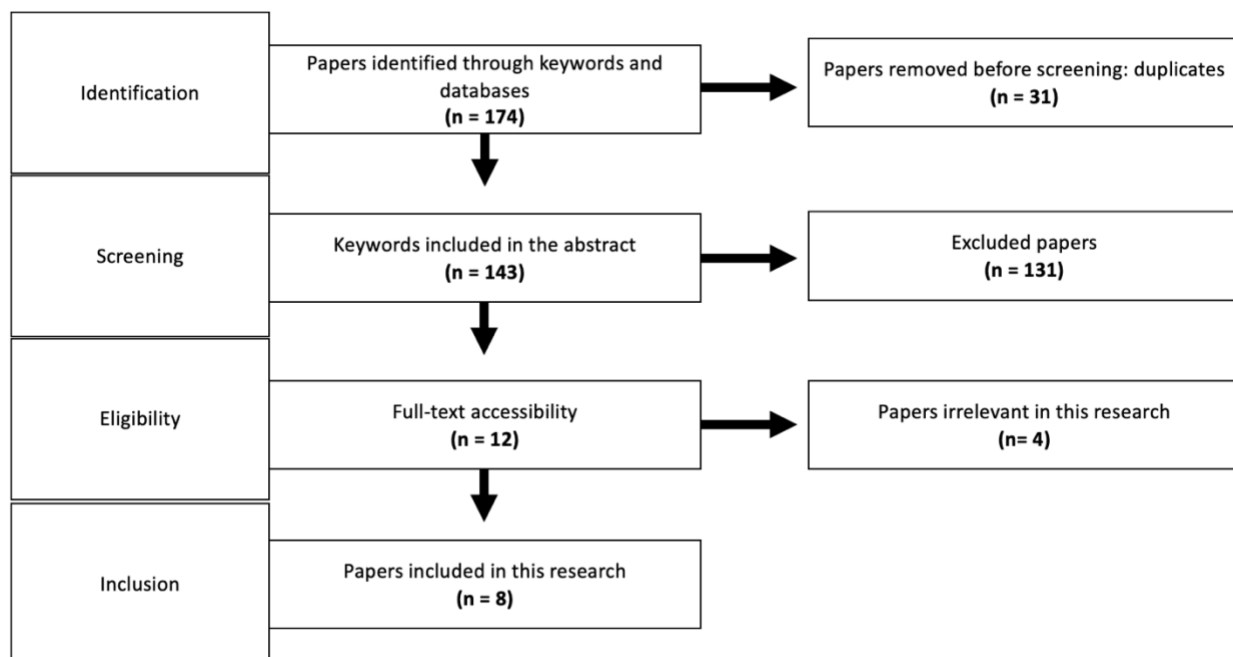 Identification
Papers identified through keywords and
databases
(n = 174)
Papers removed before screening: duplicates
(n = 31)
Screening
Keywords included in the abstract
(n = 143)
Excluded papers
(n = 131)
Eligibility
Full-text accessibility
(n = 12)
Papers irrelevant in this research
(n= 4)
Inclusion
Papers included in this research
(n = 8)